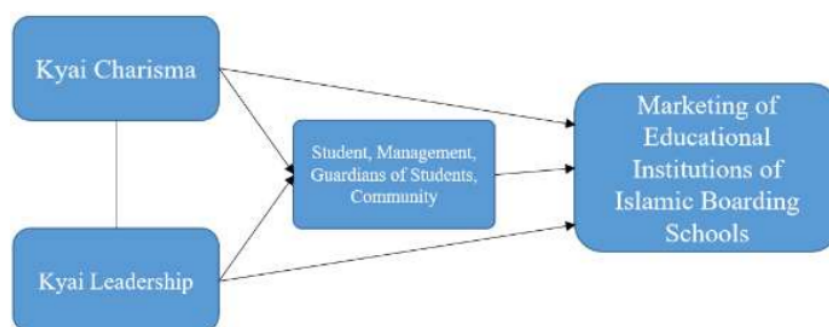 Kyai Charisma
Student, Management,
Guardians of Students,
Community
Marketing of
Educational
Institutions of
Islamic Boarding
Schools
Kyai Leadership